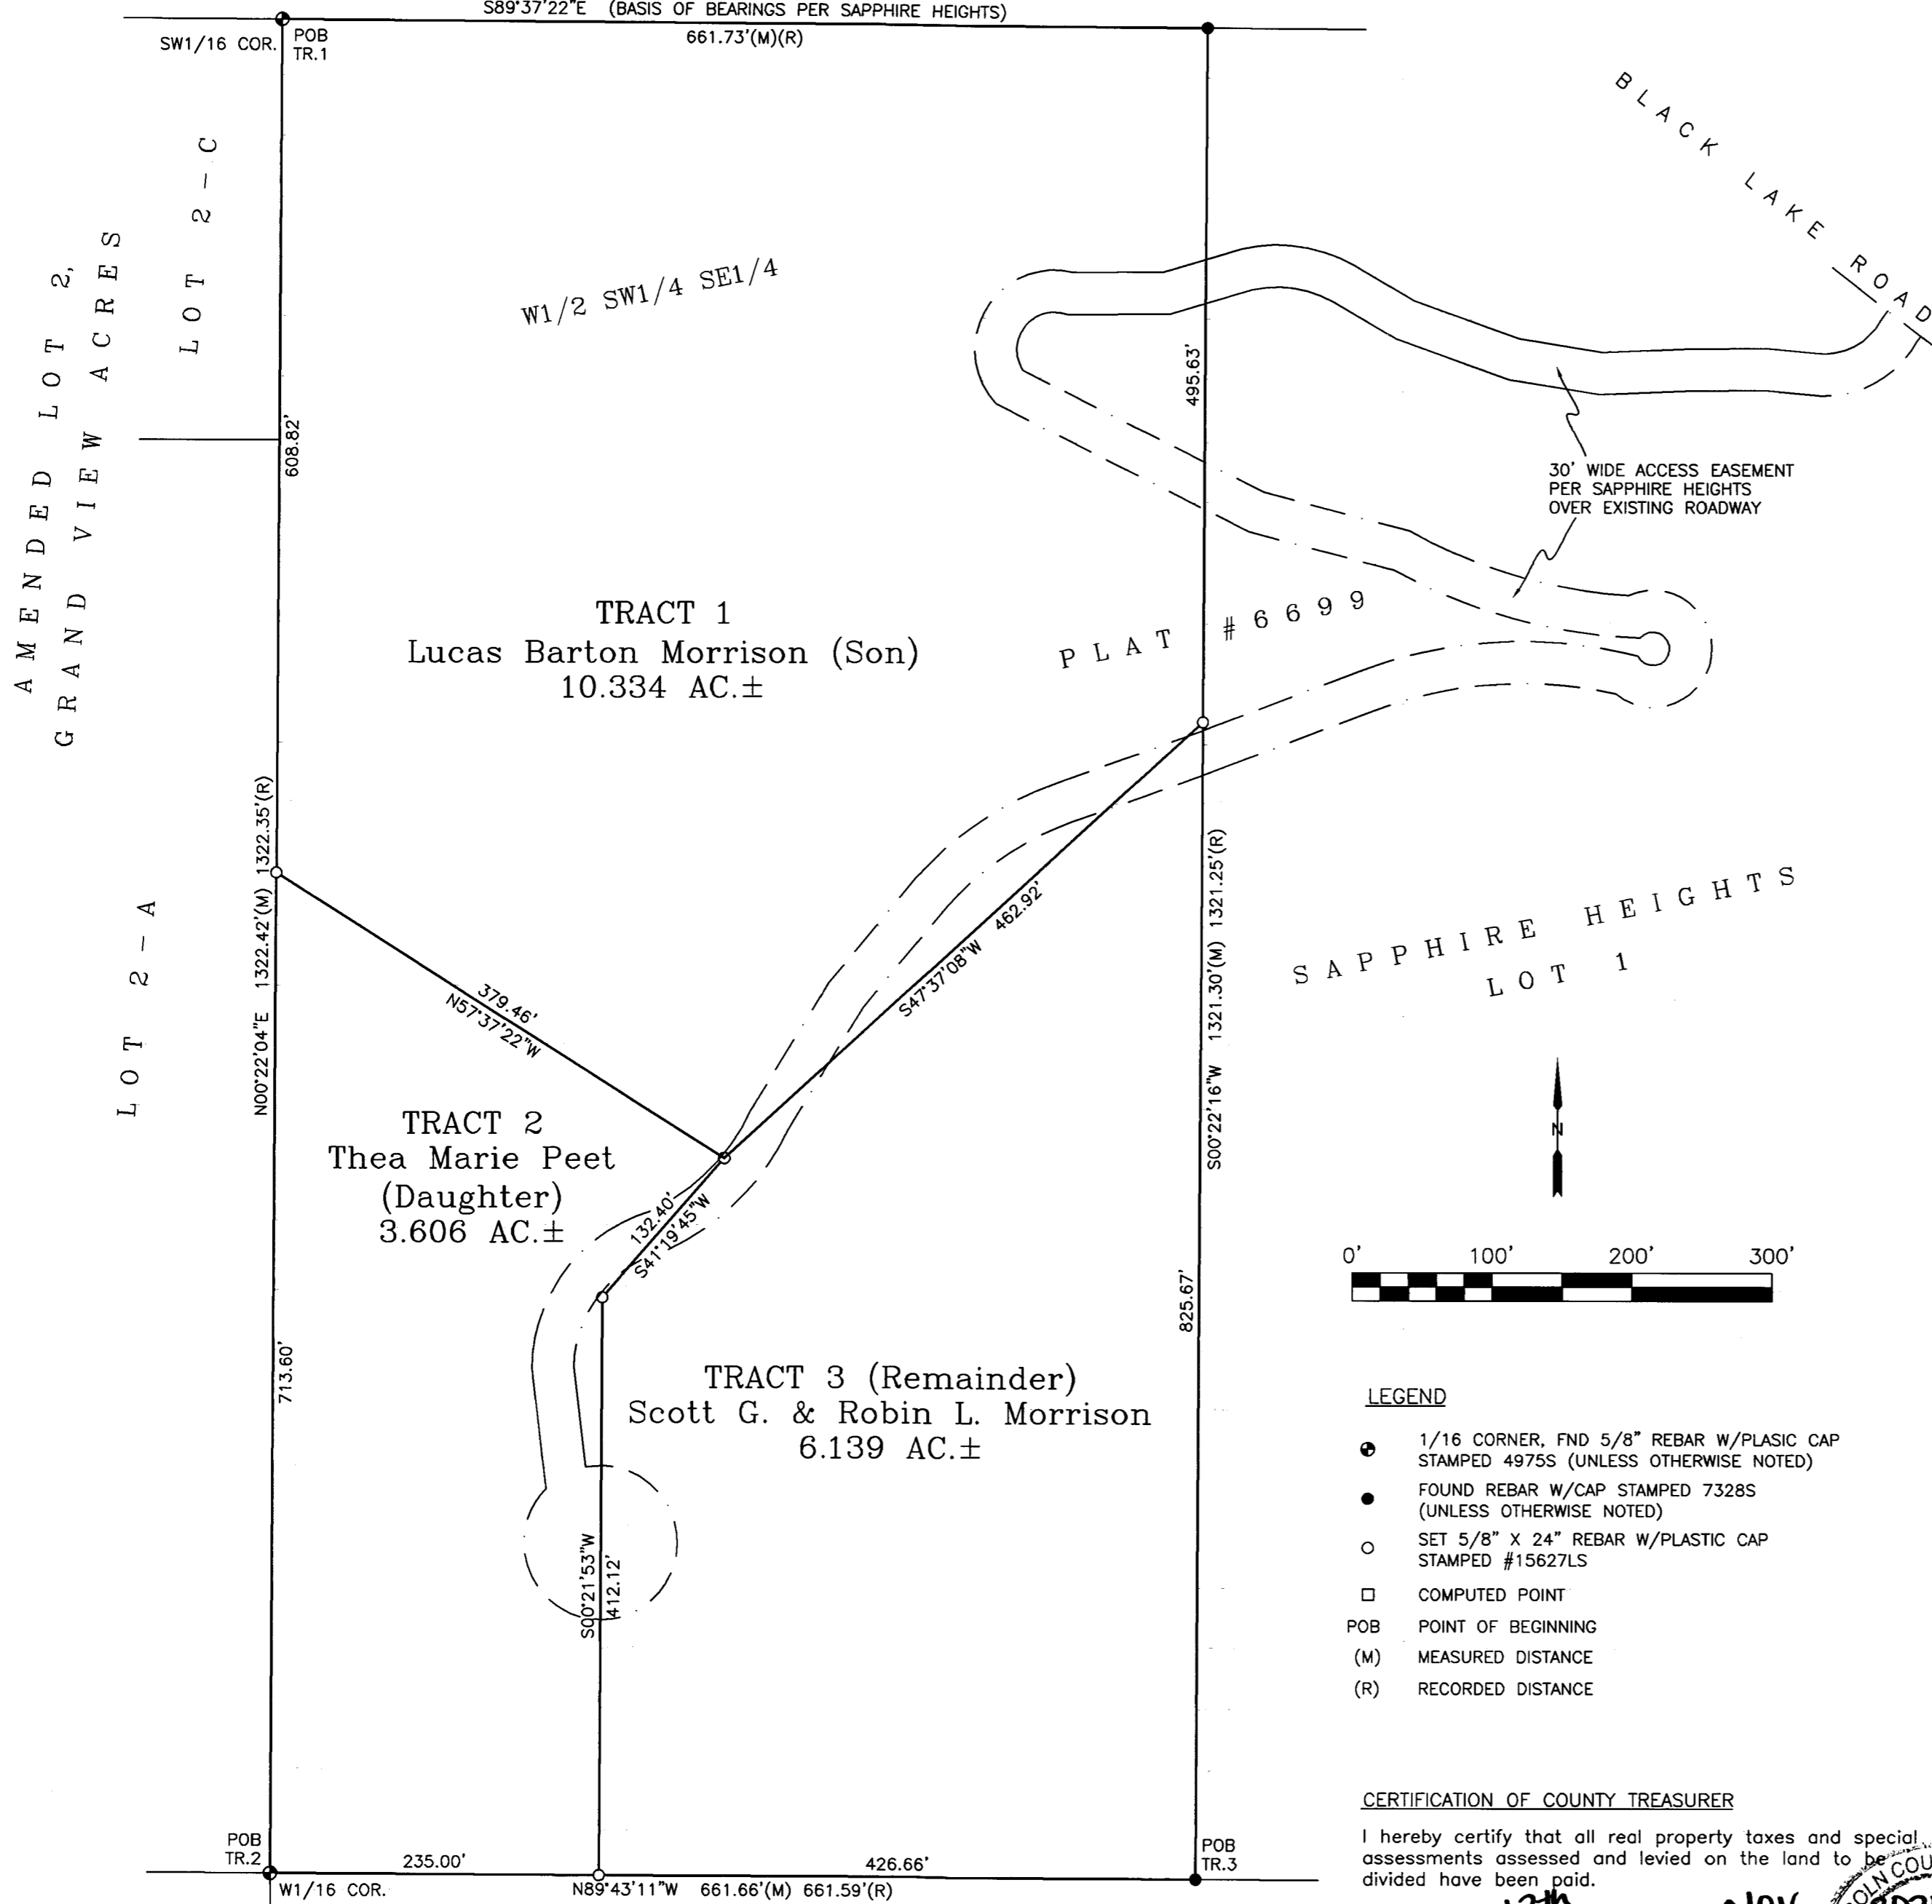 S89°37'22"E (BASIS OF BEARINGS PER SAPPHIRE HEIGHTS)
661.73'(M)(R)
SW1/16 COR.
POB
TR.1
BLACK LAKE ROAD
AMENDED LOT 2,
GRAND VIEW ACRES
LOT 2-C
W1/2 SW1/4 SE1/4
608.82'
495.63'
30' WIDE ACCESS EASEMENT
PER SAPPHIRE HEIGHTS
OVER EXISTING ROADWAY
TRACT 1
Lucas Barton Morrison (Son)
10.334 AC.±
PLAT #6699
N00°22'04"E 1322.42'(M) 1322.35'(R)
S00°22'16"W 1321.30'(M) 1321.25'(R)
LOT 2-A
379.46'
N57°37'22"W
S47°37'08"W 462.92'
SAPPHIRE HEIGHTS
LOT 1
N
TRACT 2
Thea Marie Peet
(Daughter)
3.606 AC.±
132.40'
S41°19'45"W
0' 100' 200' 300'
713.60'
825.67'
TRACT 3 (Remainder)
Scott G. & Robin L. Morrison
6.139 AC.±
S00°21'53"W
412.12'
LEGEND
1/16 CORNER, FND 5/8" REBAR W/PLASIC CAP
STAMPED 4975S (UNLESS OTHERWISE NOTED)
FOUND REBAR W/CAP STAMPED 7328S
(UNLESS OTHERWISE NOTED)
SET 5/8" X 24" REBAR W/PLASTIC CAP
STAMPED #15627LS
COMPUTED POINT
POB POINT OF BEGINNING
(M) MEASURED DISTANCE
(R) RECORDED DISTANCE
POB
TR.2
235.00'
426.66'
POB
TR.3
W1/16 COR.
N89°43'11"W 661.66'(M) 661.59'(R)
CERTIFICATION OF COUNTY TREASURER
I hereby certify that all real property taxes and special
assessments assessed and levied on the land to be
divided have been paid.